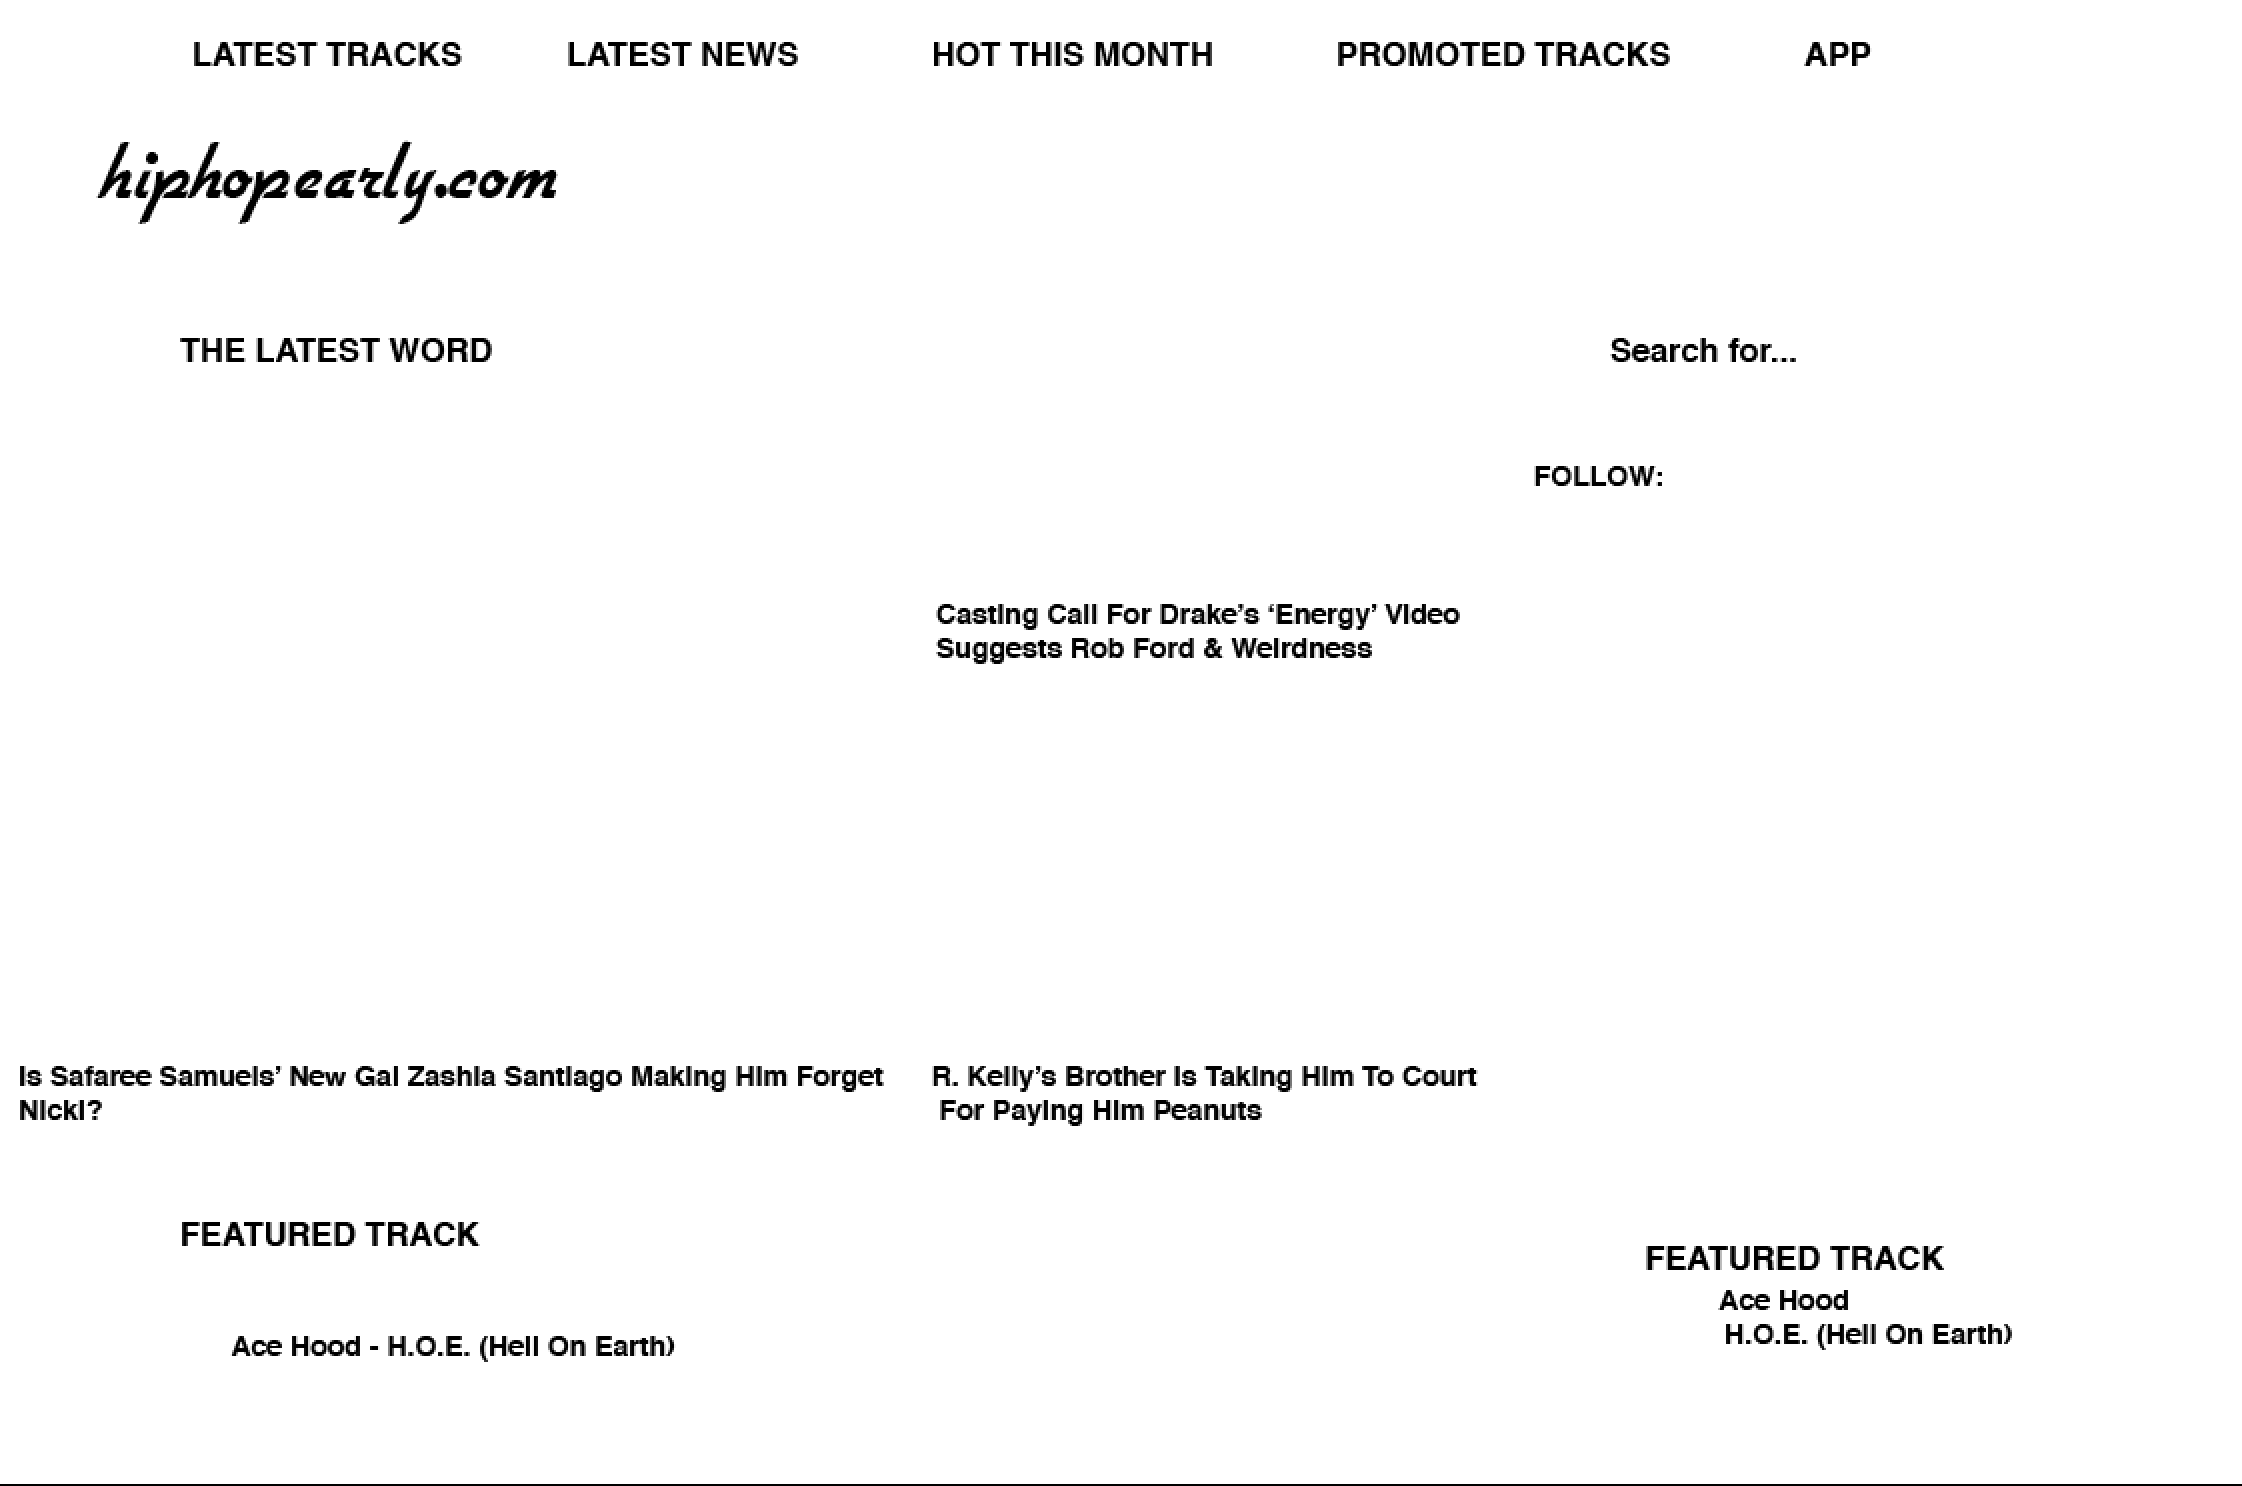 LATEST TRACKS LATEST NEWS HOT THIS MONTH PROMOTED TRACKS APP
hiphopearly.com
THE LATEST WORD
Search for...
FOLLOW:
Casting Call For Drake’s ‘Energy’ Video
Suggests Rob Ford & Weirdness
Is Safaree Samuels’ New Gal Zashia Santiago Making Him Forget
Nicki?
R. Kelly’s Brother Is Taking Him To Court
For Paying Him Peanuts
FEATURED TRACK
Ace Hood - H.O.E. (Hell On Earth)
FEATURED TRACK
Ace Hood
H.O.E. (Hell On Earth)